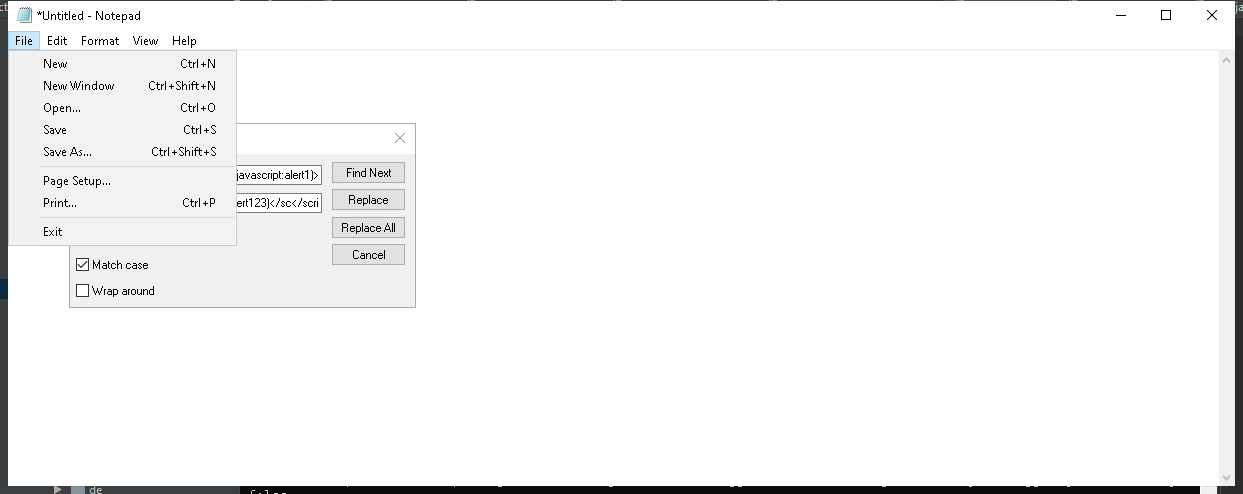 *Untitled - Notepad
File Edit Format View Help
New Ctrl+N
New Window Ctrl+Shift+N
Open... Ctrl+O
Save Ctrl+S
Save As... Ctrl+Shift+S
Page Setup...
Print... Ctrl+P
Exit
javascript:alert1)>
Find Next
ert123)</sc</scri
Replace
Replace All
Cancel
Match case
Wrap around
de